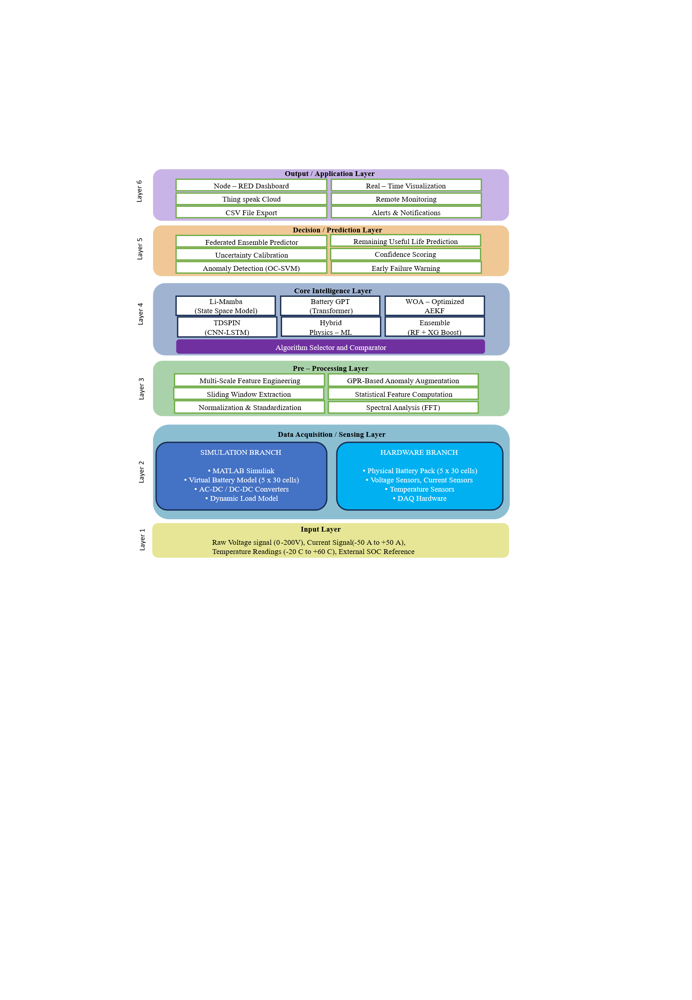 Layer 6
Output / Application Layer
Node – RED Dashboard
Real – Time Visualization
Thing speak Cloud
Remote Monitoring
CSV File Export
Alerts & Notifications
Layer 5
Decision / Prediction Layer
Federated Ensemble Predictor
Remaining Useful Life Prediction
Uncertainty Calibration
Confidence Scoring
Anomaly Detection (OC-SVM)
Early Failure Warning
Layer 4
Core Intelligence Layer
Li-Mamba
(State Space Model)
Battery GPT
(Transformer)
WOA – Optimized
AEKF
TDSPIN
(CNN-LSTM)
Hybrid
Physics – ML
Ensemble
(RF + XG Boost)
Algorithm Selector and Comparator
Layer 3
Pre – Processing Layer
Multi-Scale Feature Engineering
GPR-Based Anomaly Augmentation
Sliding Window Extraction
Statistical Feature Computation
Normalization & Standardization
Spectral Analysis (FFT)
Layer 2
Data Acquisition / Sensing Layer
SIMULATION BRANCH
• MATLAB Simulink
• Virtual Battery Model (5 x 30 cells)
• AC-DC / DC-DC Converters
• Dynamic Load Model
HARDWARE BRANCH
• Physical Battery Pack (5 x 30 cells)
• Voltage Sensors, Current Sensors
• Temperature Sensors
• DAQ Hardware
Layer 1
Input Layer
Raw Voltage signal (0-200V), Current Signal(-50 A to +50 A),
Temperature Readings (-20 C to +60 C), External SOC Reference